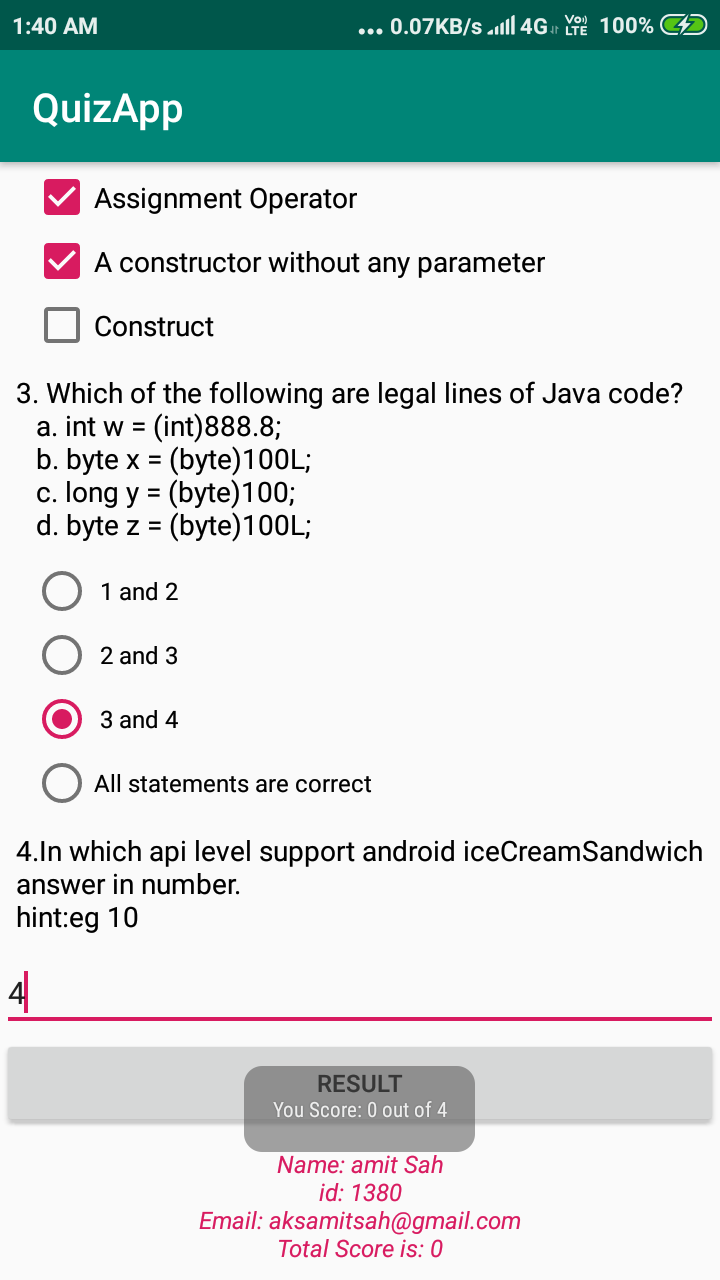 1:40 AM ... 0.07KB/s 4G Vo) LTE 100%
QuizApp
Assignment Operator
A constructor without any parameter
Construct
3. Which of the following are legal lines of Java code?
a. int w = (int)888.8;
b. byte x = (byte)100L;
c. long y = (byte)100;
d. byte z = (byte)100L;
1 and 2
2 and 3
3 and 4
All statements are correct
4.In which api level support android iceCreamSandwich
answer in number.
hint:eg 10
4
RESULT
You Score: 0 out of 4
Name: amit Sah
id: 1380
Email: aksamitsah@gmail.com
Total Score is: 0